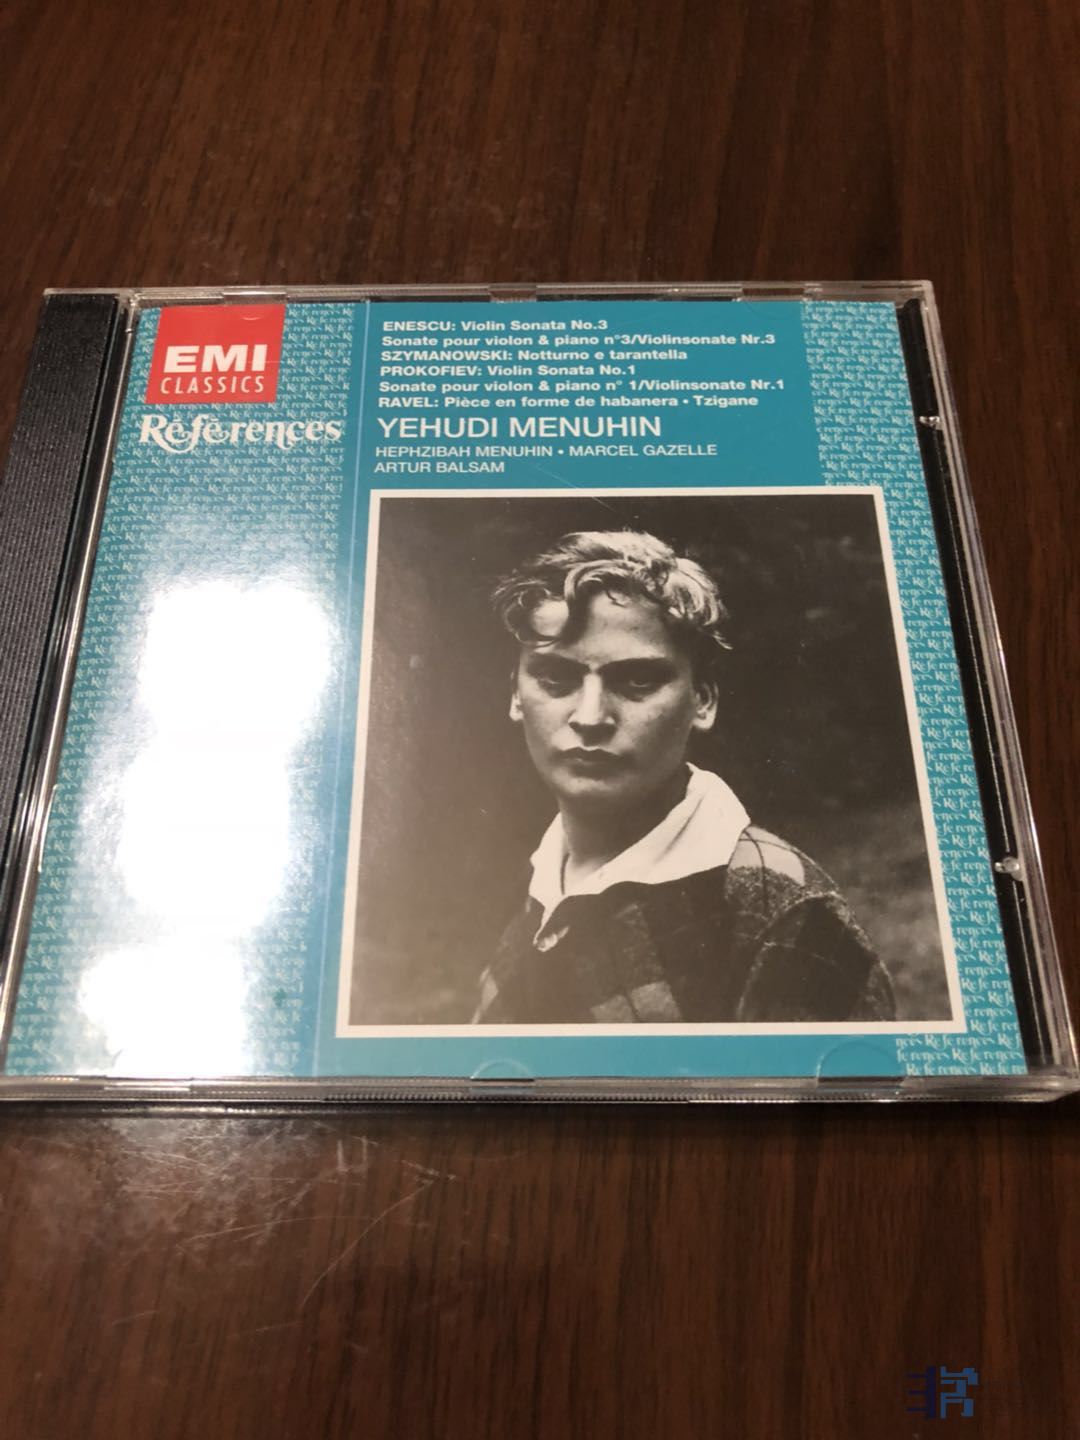 EMI
CLASSICS
Références
ENESCU: Violin Sonata No.3
Sonate pour violon & piano n°3/Violinsonate Nr.3
SZYMANOWSKI: Notturno e tarantella
PROKOFIEV: Violin Sonata No.1
Sonate pour violon & piano n° 1/Violinsonate Nr.1
RAVEL: Pièce en forme de habanera • Tzigane
YEHUDI MENUHIN
HEPHZIBAH MENUHIN • MARCEL GAZELLE
ARTUR BALSAM